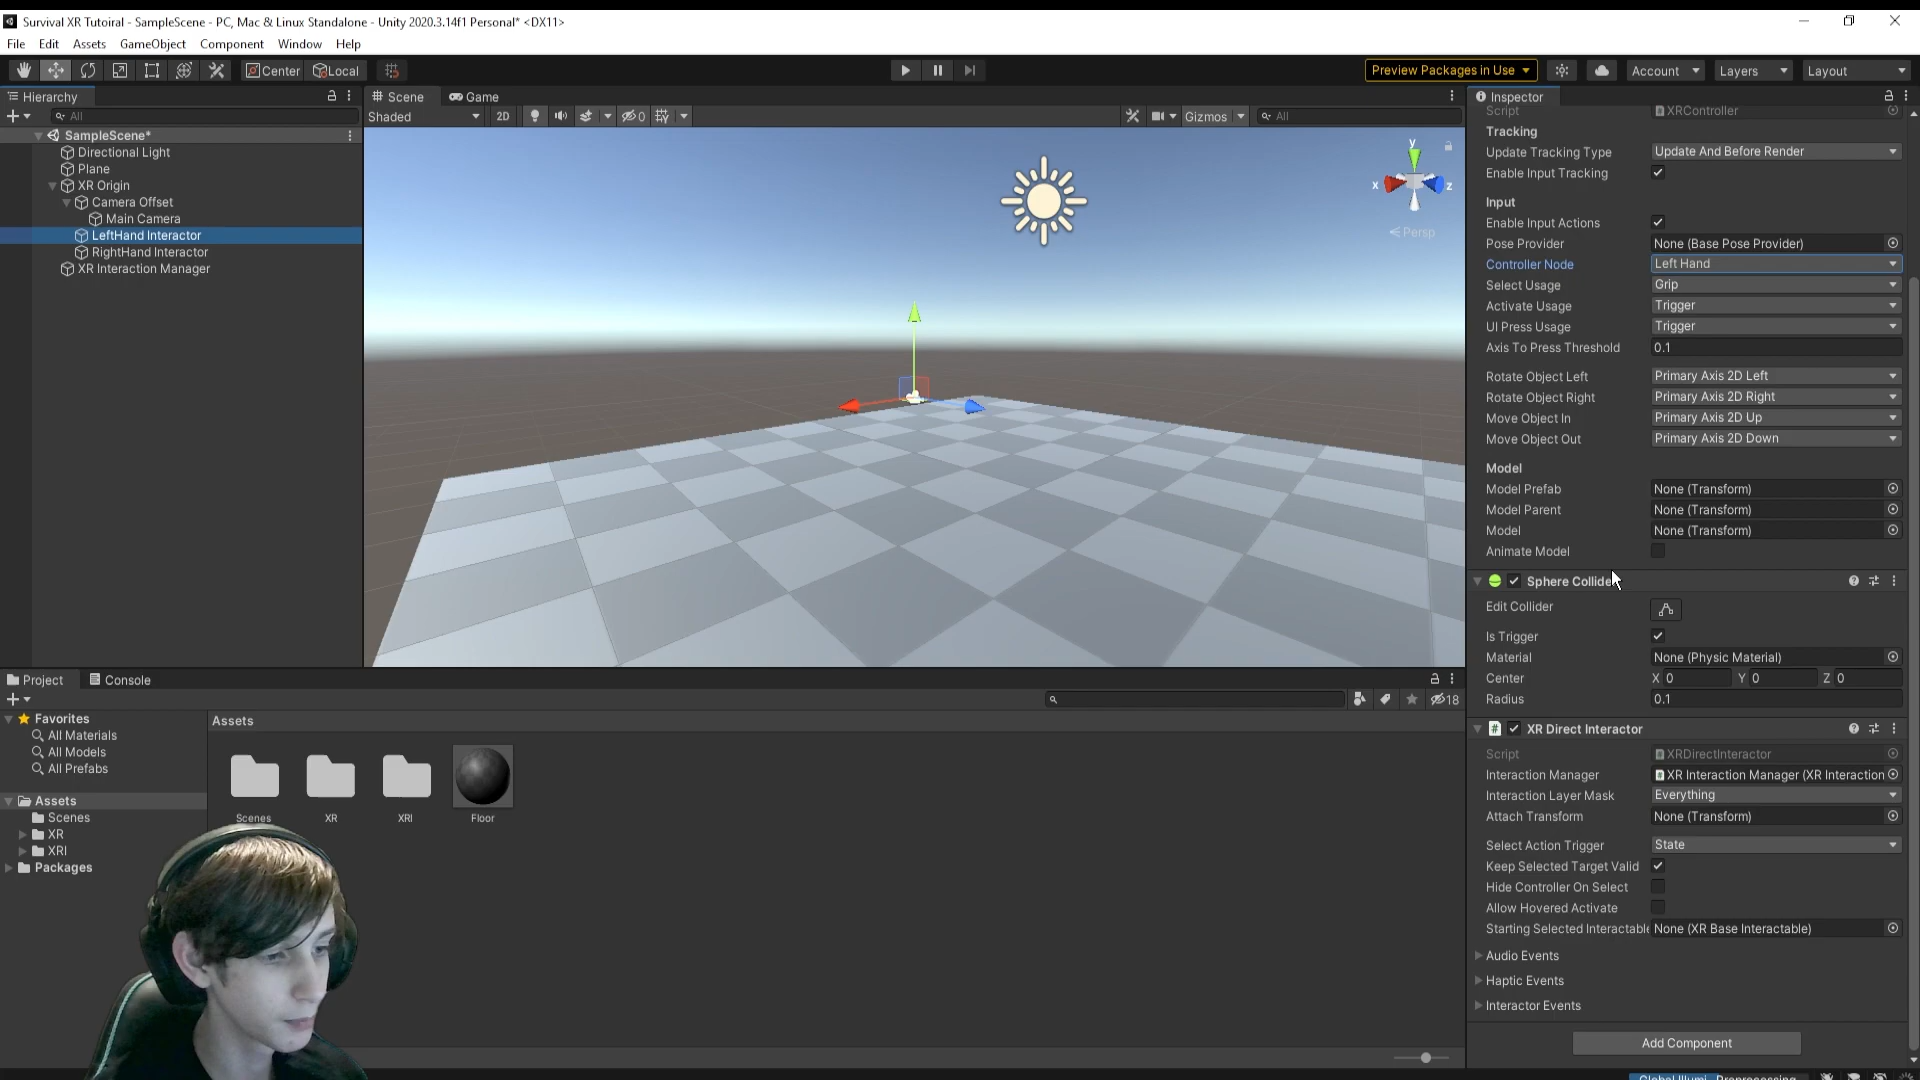 Survival XR Tutoiral - SampleScene - PC, Mac & Linux Standalone - Unity 2020.3.14f1 Personal* <DX11>
File Edit Assets GameObject Component Window Help
Center Local Preview Packages in Use Account Layers Layout
Hierarchy
All
SampleScene*
Directional Light
Plane
XR Origin
Camera Offset
Main Camera
LeftHand Interactor
RightHand Interactor
XR Interaction Manager
Scene Game
Shaded 2D 0 Gizmos All
y
x z
Persp
Inspector
Script XRController
Tracking
Update Tracking Type Update And Before Render
Enable Input Tracking
Input
Enable Input Actions
Pose Provider None (Base Pose Provider)
Controller Node Left Hand
Select Usage Grip
Activate Usage Trigger
UI Press Usage Trigger
Axis To Press Threshold 0.1
Rotate Object Left Primary Axis 2D Left
Rotate Object Right Primary Axis 2D Right
Move Object In Primary Axis 2D Up
Move Object Out Primary Axis 2D Down
Model
Model Prefab None (Transform)
Model Parent None (Transform)
Model None (Transform)
Animate Model
Sphere Collider
Edit Collider
Is Trigger
Material None (Physic Material)
Center X 0 Y 0 Z 0
Radius 0.1
XR Direct Interactor
Script XRDirectInteractor
Interaction Manager XR Interaction Manager (XR Interaction
Interaction Layer Mask Everything
Attach Transform None (Transform)
Select Action Trigger State
Keep Selected Target Valid
Hide Controller On Select
Allow Hovered Activate
Starting Selected Interactable None (XR Base Interactable)
Audio Events
Haptic Events
Interactor Events
Add Component
Project Console
18
Favorites
All Materials
All Models
All Prefabs
Assets
Scenes
XR
XRI
Packages
Assets
Scenes XR XRI Floor